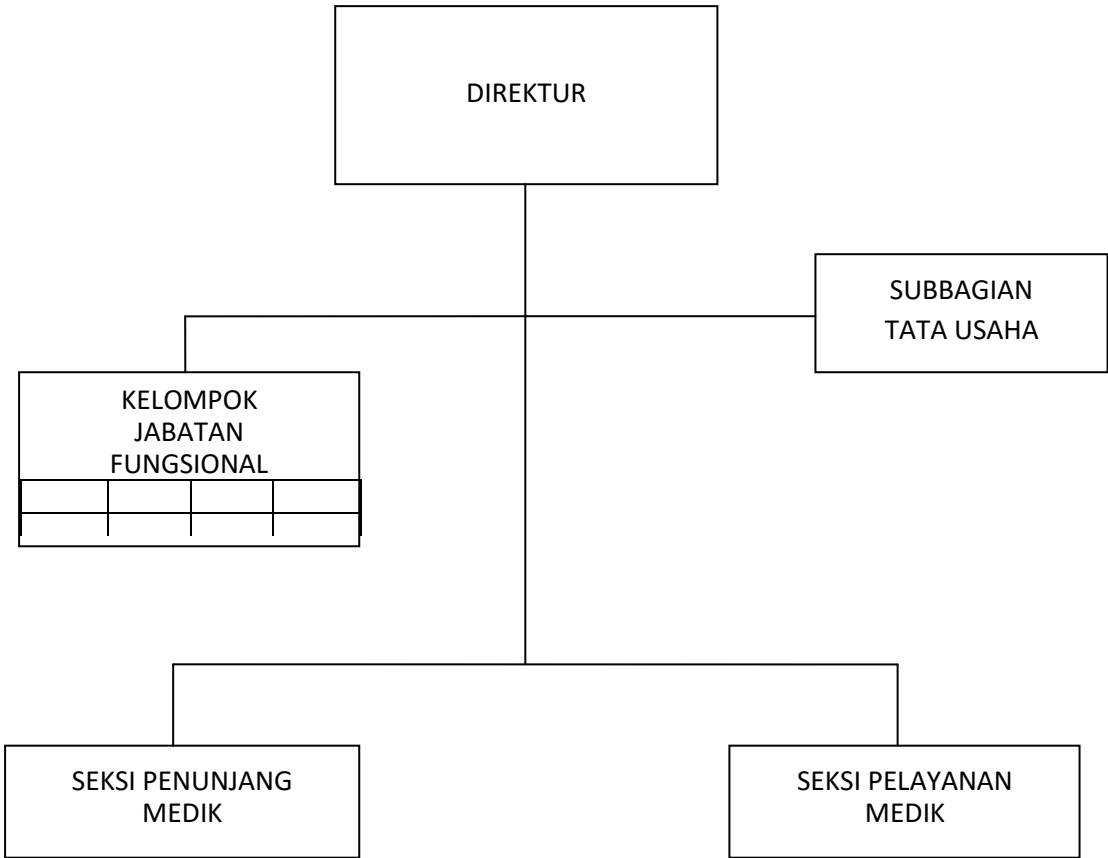 DIREKTUR
SUBBAGIAN
TATA USAHA
KELOMPOK
JABATAN
FUNGSIONAL
SEKSI PENUNJANG
MEDIK
SEKSI PELAYANAN
MEDIK